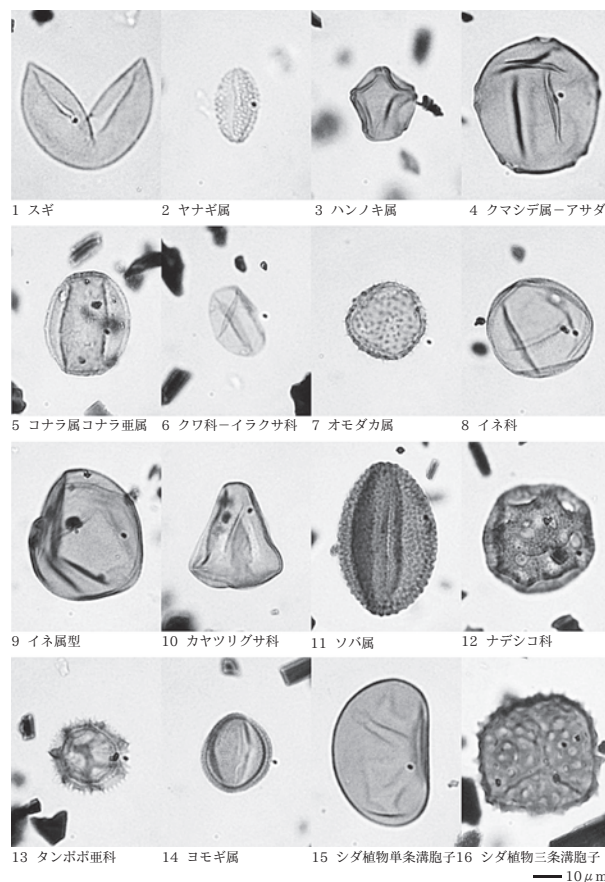 1 スギ 2 ヤナギ属 3 ハンノキ属 4 クマシデ属－アサダ
5 コナラ属コナラ亜属 6 クワ科－イラクサ科 7 オモダカ属 8 イネ科
9 イネ属型 10 カヤツリグサ科 11 ソバ属 12 ナデシコ科
13 タンポポ亜科 14 ヨモギ属 15 シダ植物単条溝胞子 16 シダ植物三条溝胞子
10μm